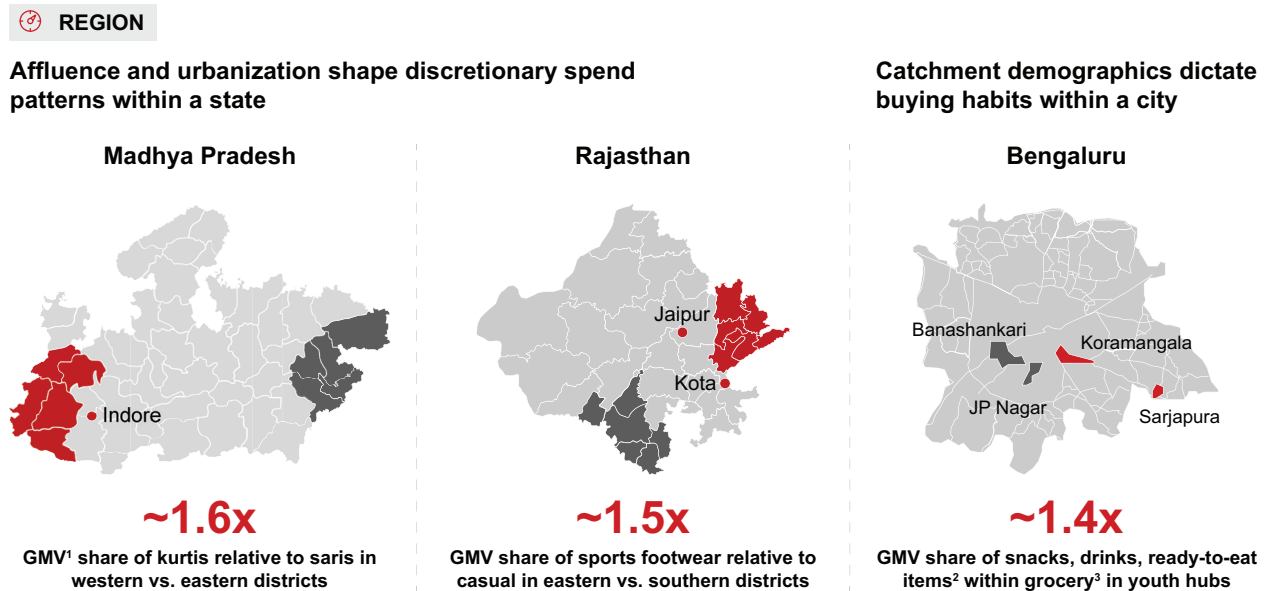 REGION
Affluence and urbanization shape discretionary spend
patterns within a state
Catchment demographics dictate
buying habits within a city
Madhya Pradesh
Indore
~1.6x
GMV¹ share of kurtis relative to saris in
western vs. eastern districts
Rajasthan
Jaipur
Kota
~1.5x
GMV share of sports footwear relative to
casual in eastern vs. southern districts
Bengaluru
Banashankari
Koramangala
JP Nagar
Sarjapura
~1.4x
GMV share of snacks, drinks, ready-to-eat
items² within grocery³ in youth hubs